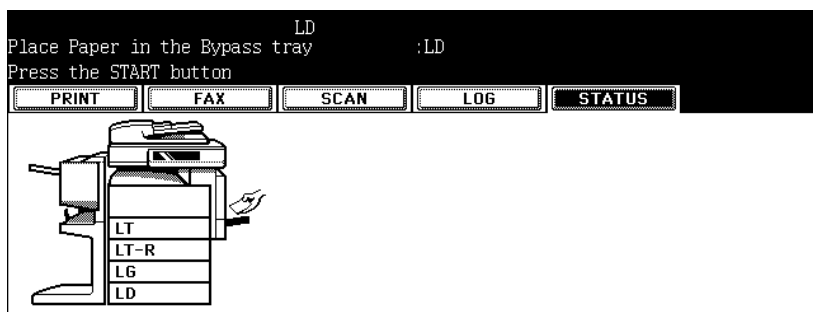 LD
Place Paper in the Bypass tray :LD
Press the START button
PRINT FAX SCAN LOG STATUS
LT
LT-R
LG
LD